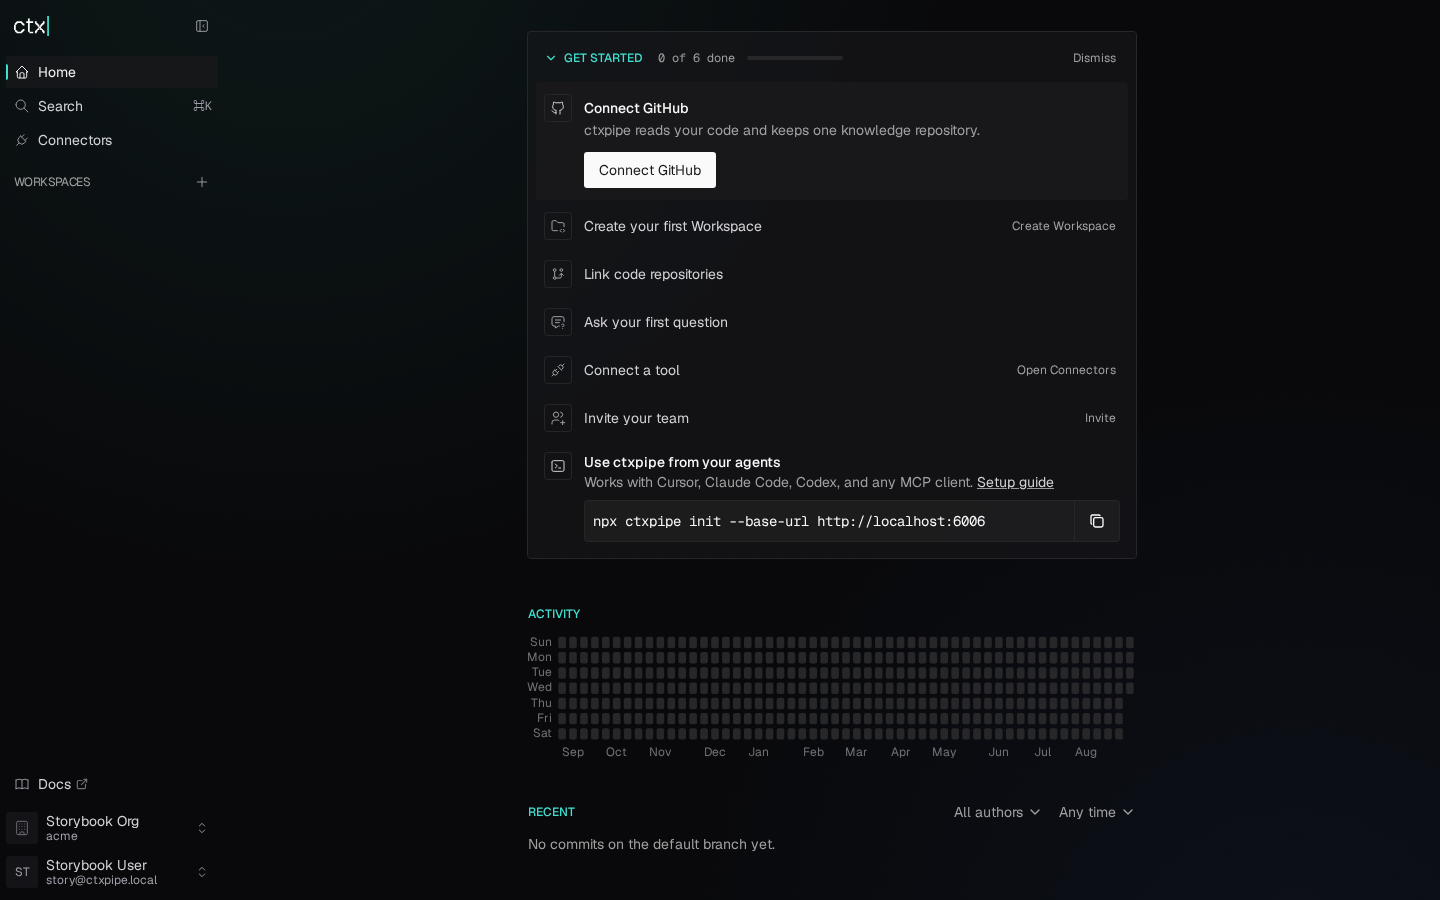 ctx
Home
Search ⌘K
Connectors
WORKSPACES
GET STARTED 0 of 6 done Dismiss
Connect GitHub
ctxpipe reads your code and keeps one knowledge repository.
Connect GitHub
Create your first Workspace Create Workspace
Link code repositories
Ask your first question
Connect a tool Open Connectors
Invite your team Invite
Use ctxpipe from your agents
Works with Cursor, Claude Code, Codex, and any MCP client. Setup guide
npx ctxpipe init --base-url http://localhost:6006
ACTIVITY
Sun
Mon
Tue
Wed
Thu
Fri
Sat
Sep Oct Nov Dec Jan Feb Mar Apr May Jun Jul Aug
RECENT All authors Any time
No commits on the default branch yet.
Docs
Storybook Org
acme
ST Storybook User
story@ctxpipe.local